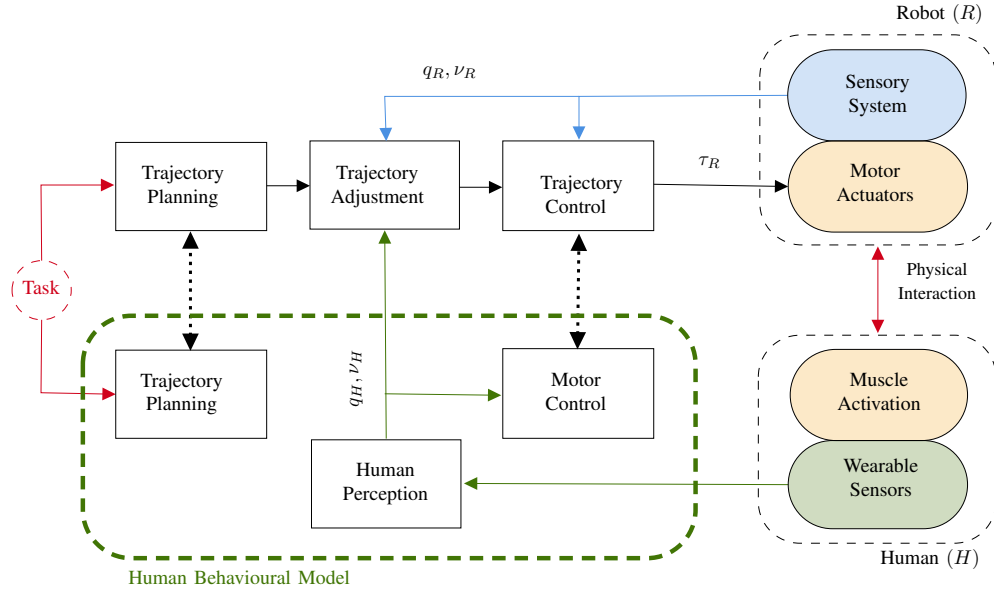 Robot (R)
q_R, ν_R
Sensory
System
Trajectory
Planning
Trajectory
Adjustment
Trajectory
Control
τ_R
Motor
Actuators
Task
Physical
Interaction
Trajectory
Planning
q_H, ν_H
Motor
Control
Muscle
Activation
Human
Perception
Wearable
Sensors
Human (H)
Human Behavioural Model